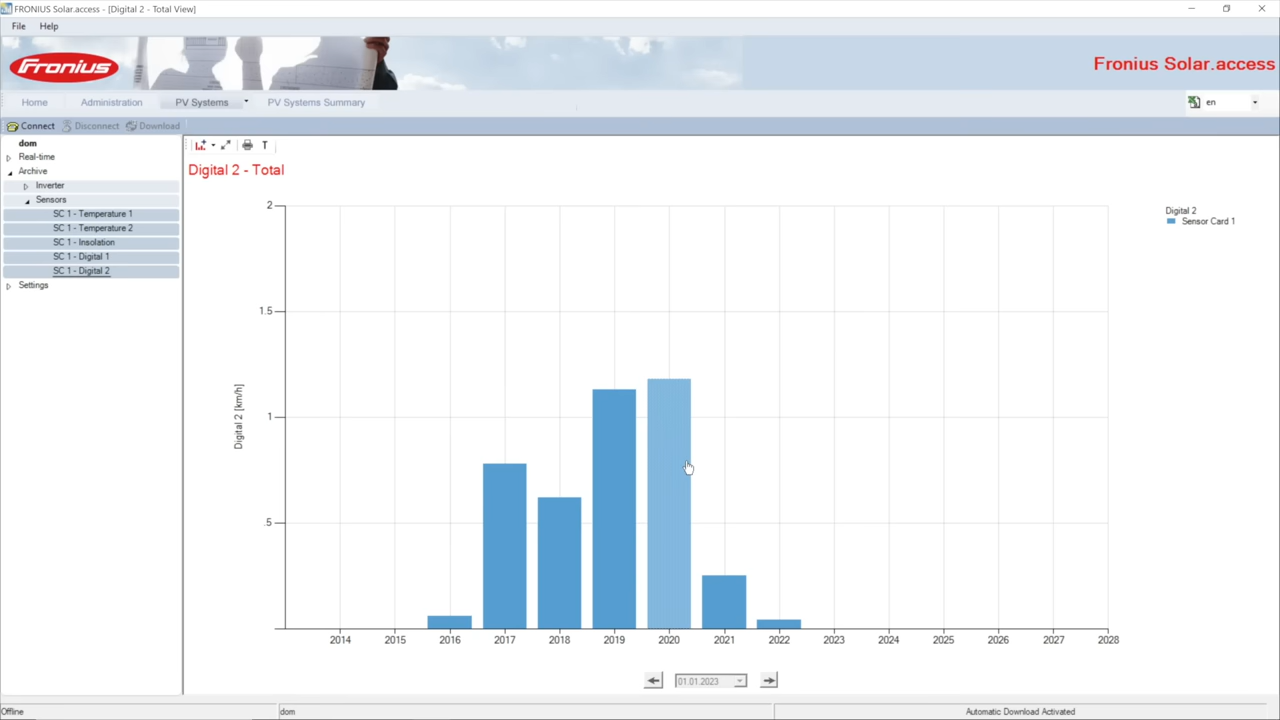 FRONIUS Solar.access - [Digital 2 - Total View]
File Help
Fronius
Fronius Solar.access
Home Administration PV Systems PV Systems Summary en
Connect Disconnect Download
dom
Real-time
Archive
Inverter
Sensors
SC 1 - Temperature 1
SC 1 - Temperature 2
SC 1 - Insolation
SC 1 - Digital 1
SC 1 - Digital 2
Settings
T
Digital 2 - Total
2
1.5
1
.5
Digital 2 [km/h]
2014 2015 2016 2017 2018 2019 2020 2021 2022 2023 2024 2025 2026 2027 2028
Digital 2
Sensor Card 1
01.01.2023
Offline dom Automatic Download Activated